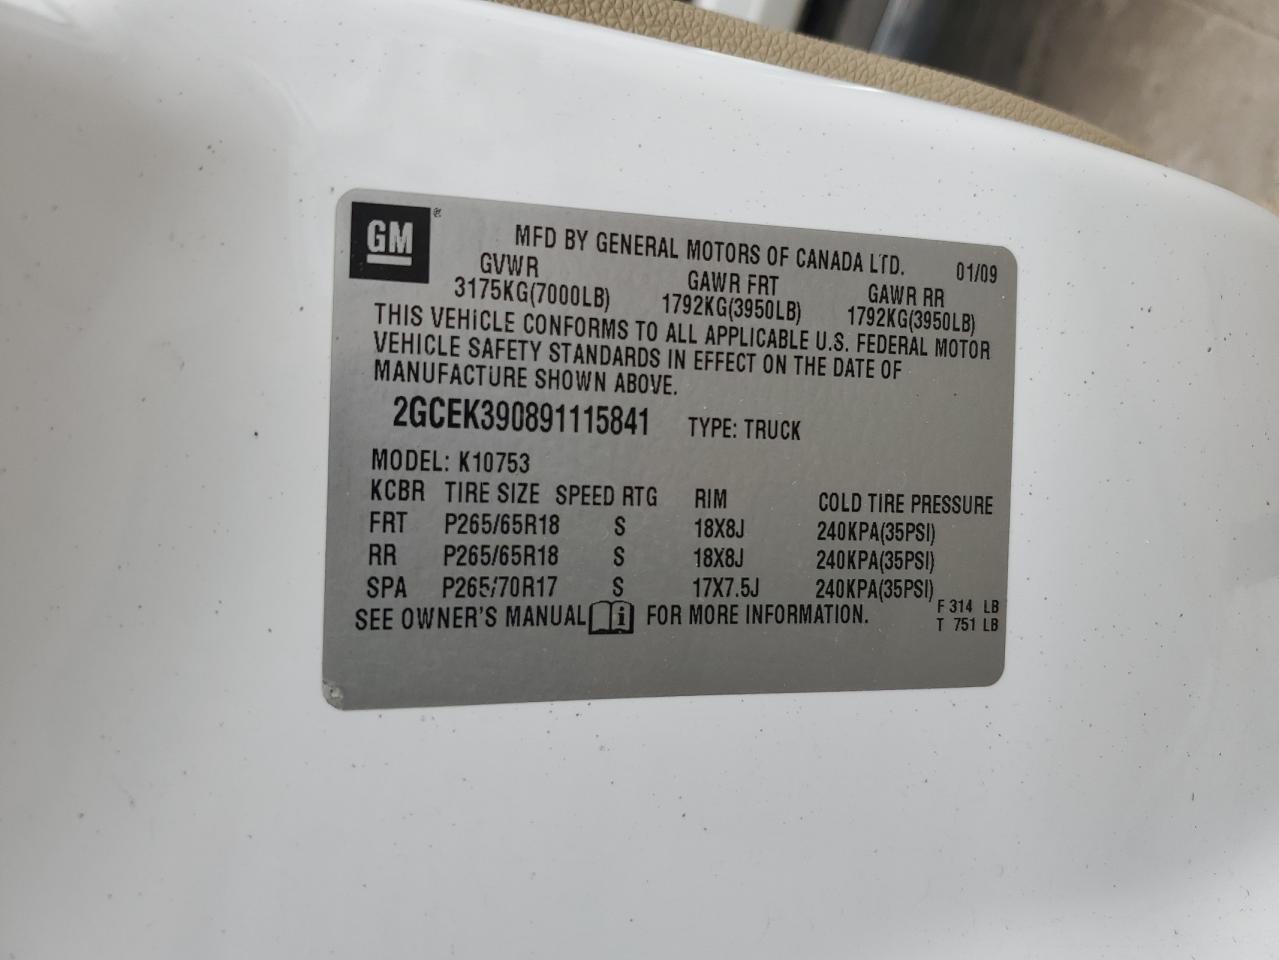 GM®
MFD BY GENERAL MOTORS OF CANADA LTD. 01/09
GVWR GAWR FRT GAWR RR
3175KG(7000LB) 1792KG(3950LB) 1792KG(3950LB)
THIS VEHICLE CONFORMS TO ALL APPLICABLE U.S. FEDERAL MOTOR
VEHICLE SAFETY STANDARDS IN EFFECT ON THE DATE OF
MANUFACTURE SHOWN ABOVE.
2GCEK390891115841 TYPE: TRUCK
MODEL: K10753
KCBR TIRE SIZE SPEED RTG RIM COLD TIRE PRESSURE
FRT P265/65R18 S 18X8J 240KPA(35PSI)
RR P265/65R18 S 18X8J 240KPA(35PSI)
SPA P265/70R17 S 17X7.5J 240KPA(35PSI)
SEE OWNER'S MANUAL i FOR MORE INFORMATION.
F 314 LB
T 751 LB